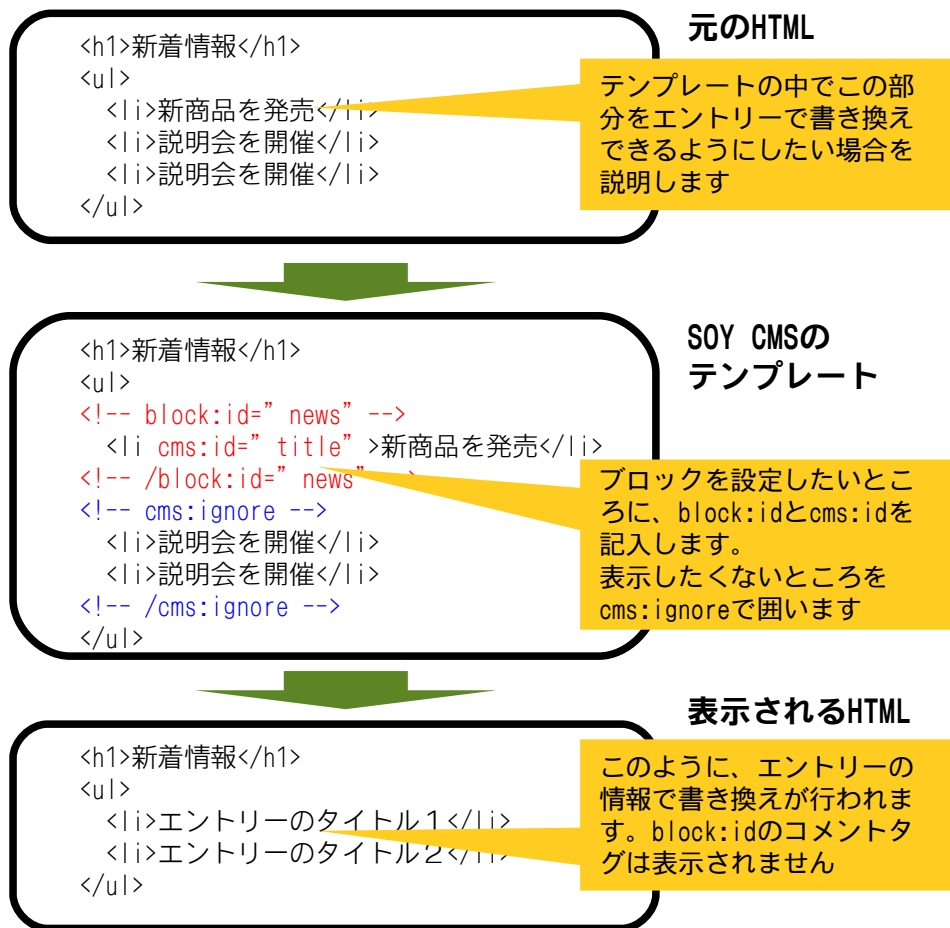 元のHTML
<h1>新着情報</h1>
<ul>
<li>新商品を発売</li>
<li>説明会を開催</li>
<li>説明会を開催</li>
</ul>
テンプレートの中でこの部
分をエントリーで書き換え
できるようにしたい場合を
説明します
SOY CMSの
テンプレート
<h1>新着情報</h1>
<ul>
<!-- block:id=”news” -->
<li cms:id=”title”>新商品を発売</li>
<!-- /block:id=”news” -->
<!-- cms:ignore -->
<li>説明会を開催</li>
<li>説明会を開催</li>
<!-- /cms:ignore -->
</ul>
ブロックを設定したいとこ
ろに、block:idとcms:idを
記入します。
表示したくないところを
cms:ignoreで囲います
表示されるHTML
<h1>新着情報</h1>
<ul>
<li>エントリーのタイトル１</li>
<li>エントリーのタイトル２</li>
</ul>
このように、エントリーの
情報で書き換えが行われま
す。block:idのコメントタ
グは表示されません